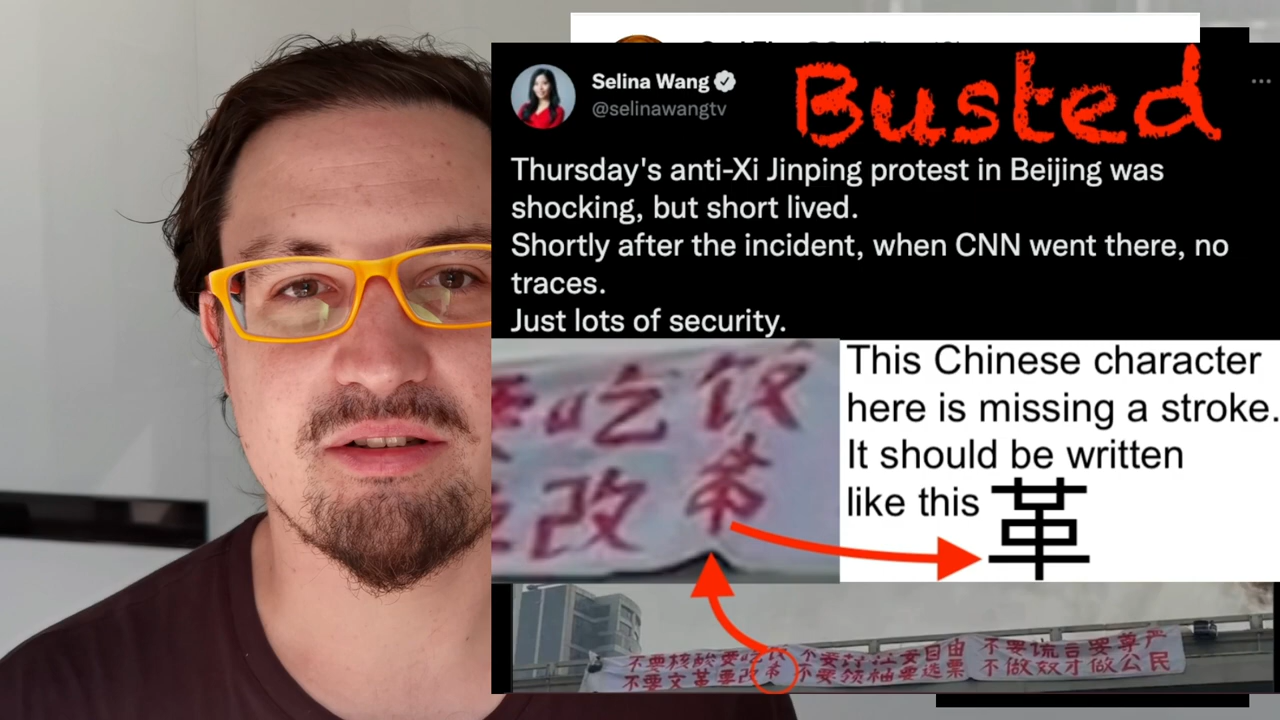 Busted
Selina Wang
@selinawangtv
Thursday's anti-Xi Jinping protest in Beijing was
shocking, but short lived.
Shortly after the incident, when CNN went there, no
traces.
Just lots of security.
要吃饭
改革
This Chinese character
here is missing a stroke.
It should be written
like this 革
不要核酸要吃饭 不要封控要自由 不要谎言要尊严
不要文革要改革 不要领袖要选票 不做奴才做公民